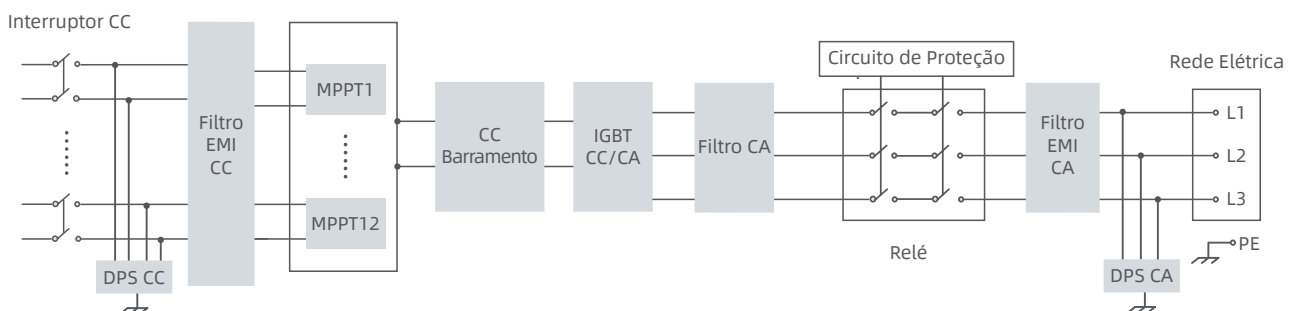 Interruptor CC
Filtro
EMI
CC
MPPT1
MPPT12
DPS CC
CC
Barramento
IGBT
CC/CA
Filtro CA
Circuito de Proteção
Relé
Filtro
EMI
CA
Rede Elétrica
L1
L2
L3
PE
DPS CA